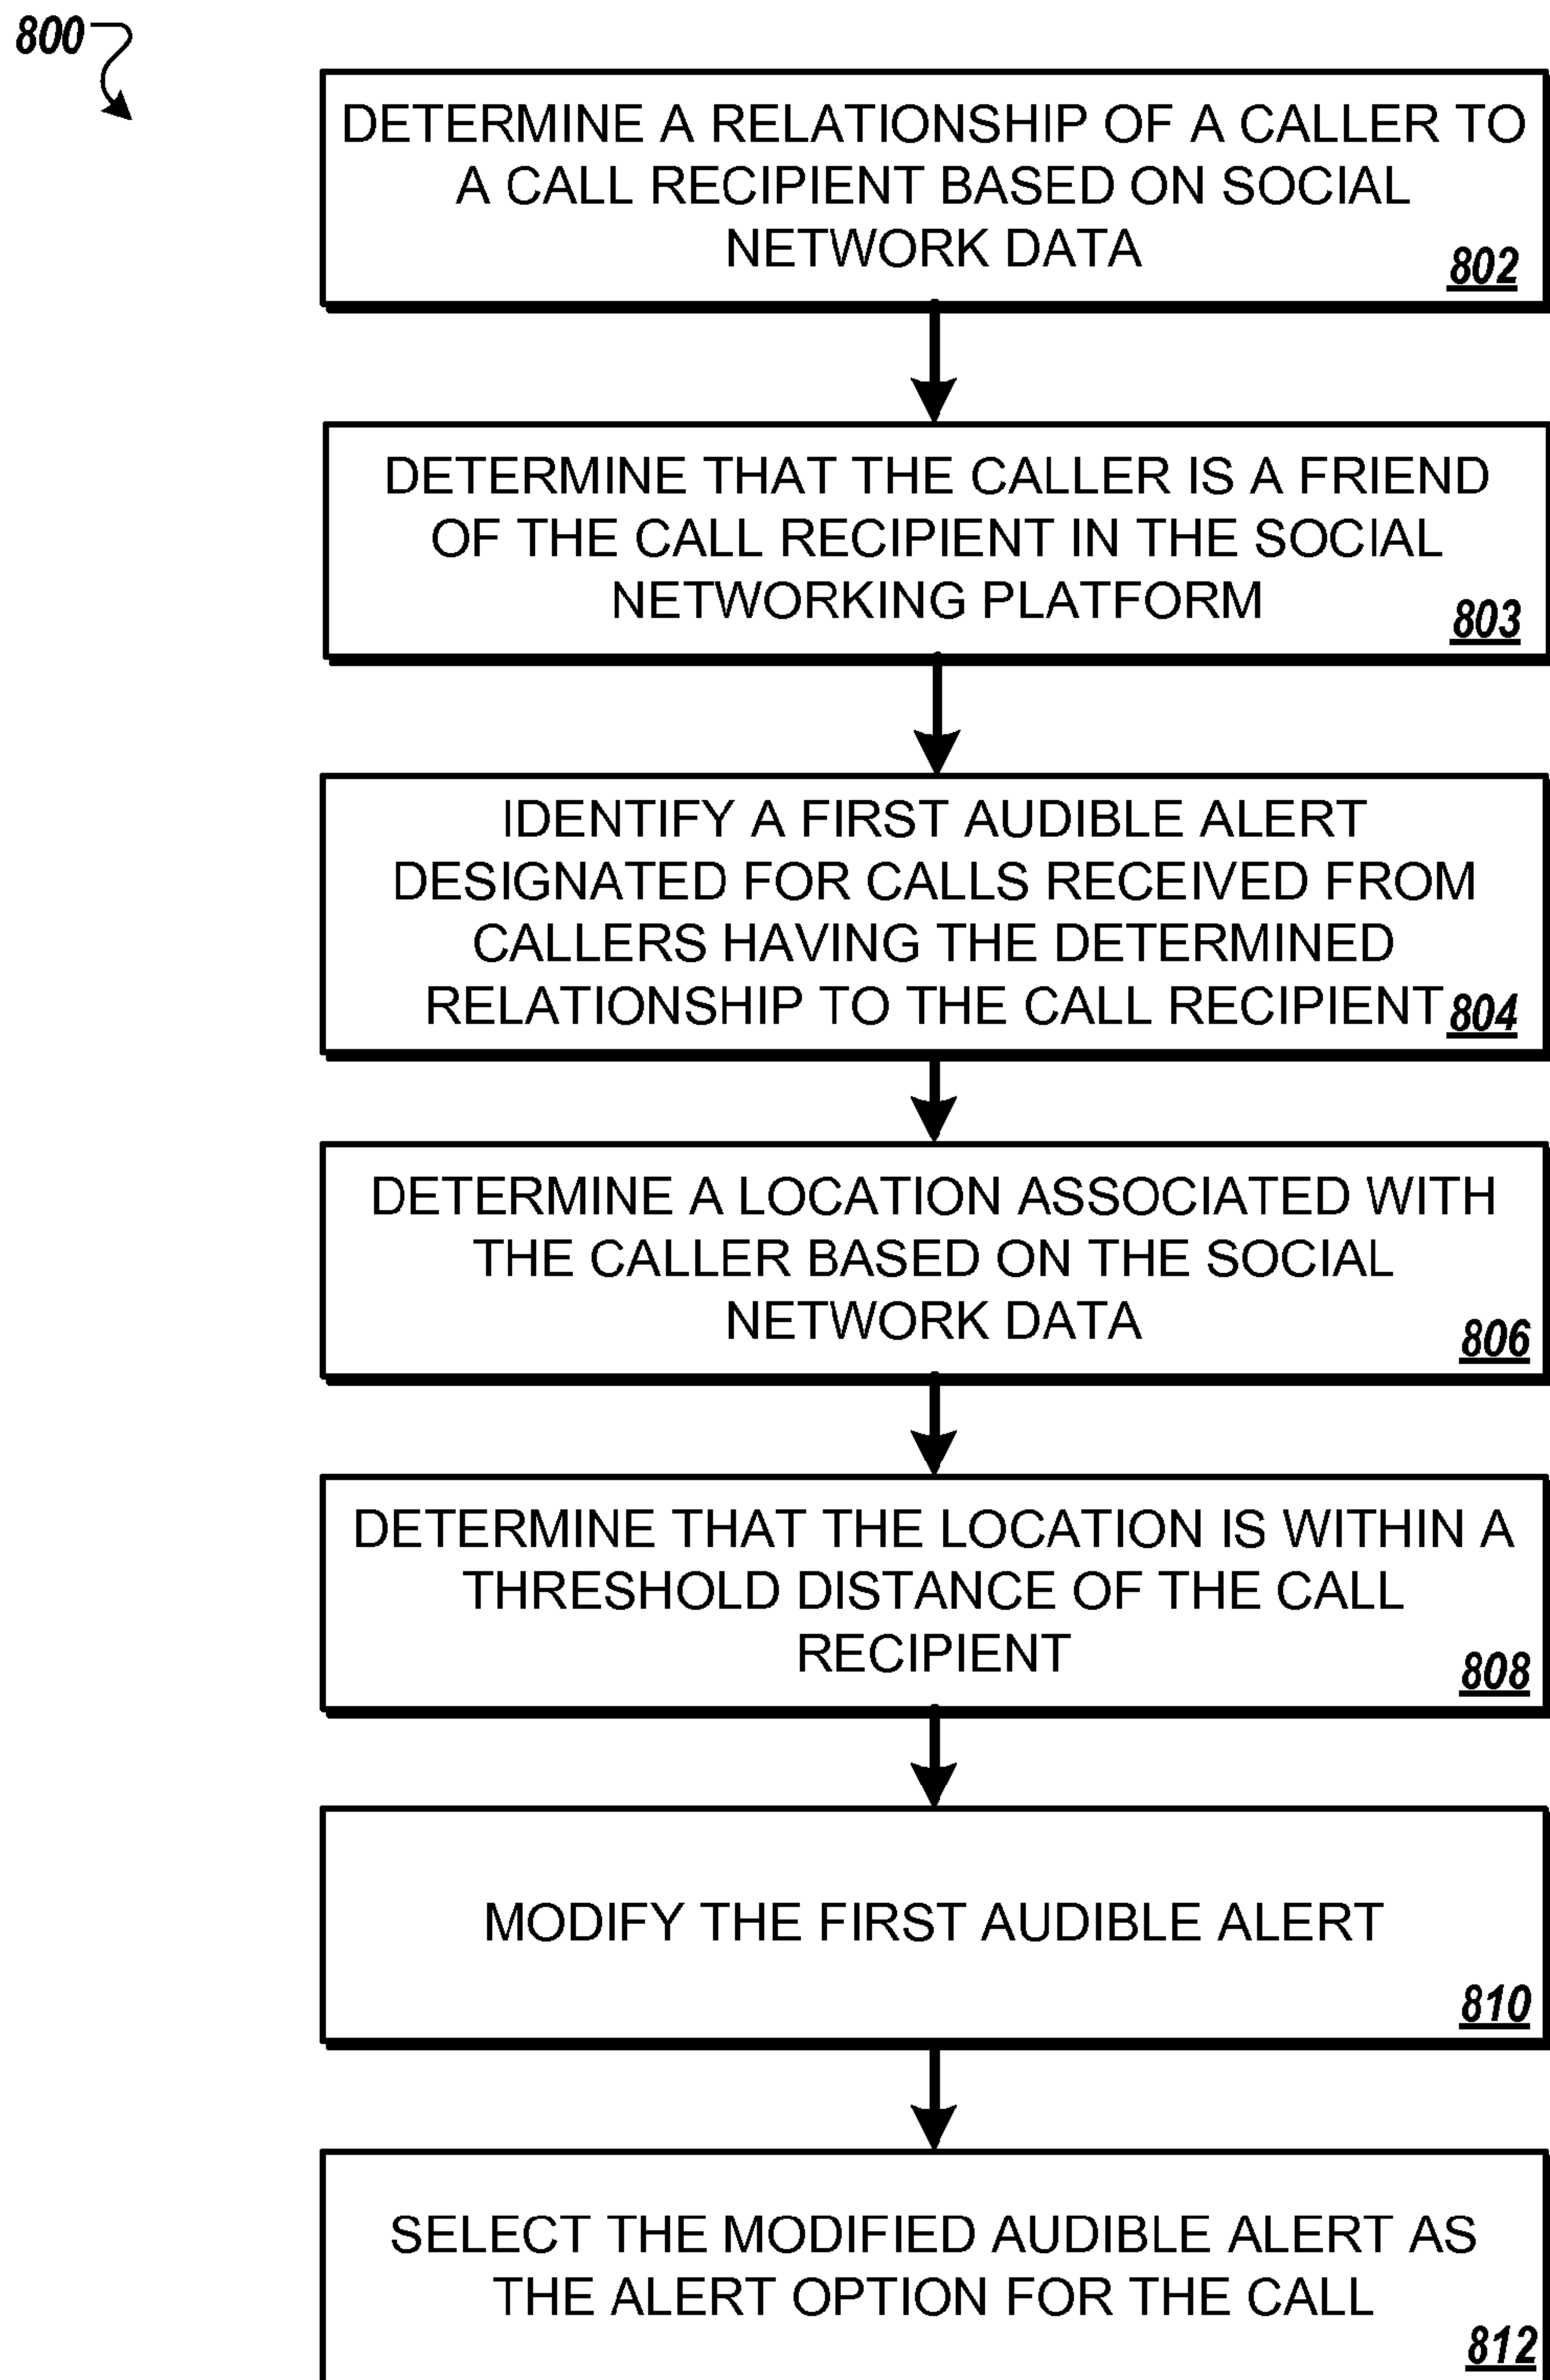 800
DETERMINE A RELATIONSHIP OF A CALLER TO
A CALL RECIPIENT BASED ON SOCIAL
NETWORK DATA
802
DETERMINE THAT THE CALLER IS A FRIEND
OF THE CALL RECIPIENT IN THE SOCIAL
NETWORKING PLATFORM
803
IDENTIFY A FIRST AUDIBLE ALERT
DESIGNATED FOR CALLS RECEIVED FROM
CALLERS HAVING THE DETERMINED
RELATIONSHIP TO THE CALL RECIPIENT 804
DETERMINE A LOCATION ASSOCIATED WITH
THE CALLER BASED ON THE SOCIAL
NETWORK DATA
806
DETERMINE THAT THE LOCATION IS WITHIN A
THRESHOLD DISTANCE OF THE CALL
RECIPIENT
808
MODIFY THE FIRST AUDIBLE ALERT
810
SELECT THE MODIFIED AUDIBLE ALERT AS
THE ALERT OPTION FOR THE CALL
812